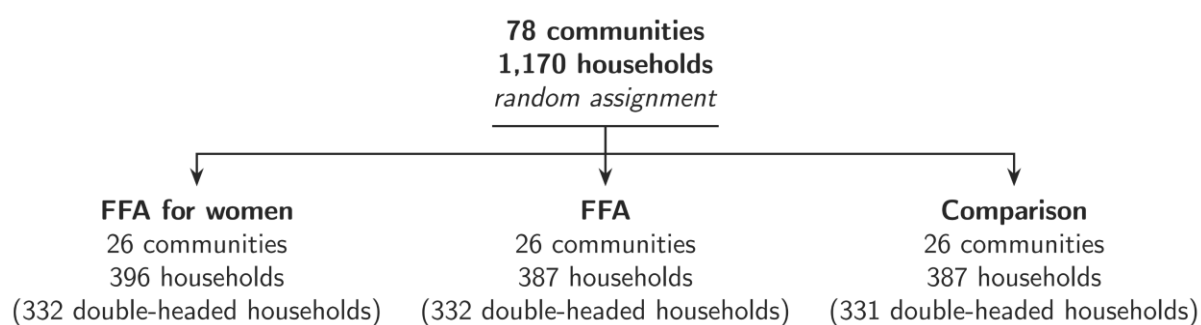 78 communities
1,170 households
random assignment
FFA for women
26 communities
396 households
(332 double-headed households)
FFA
26 communities
387 households
(332 double-headed households)
Comparison
26 communities
387 households
(331 double-headed households)